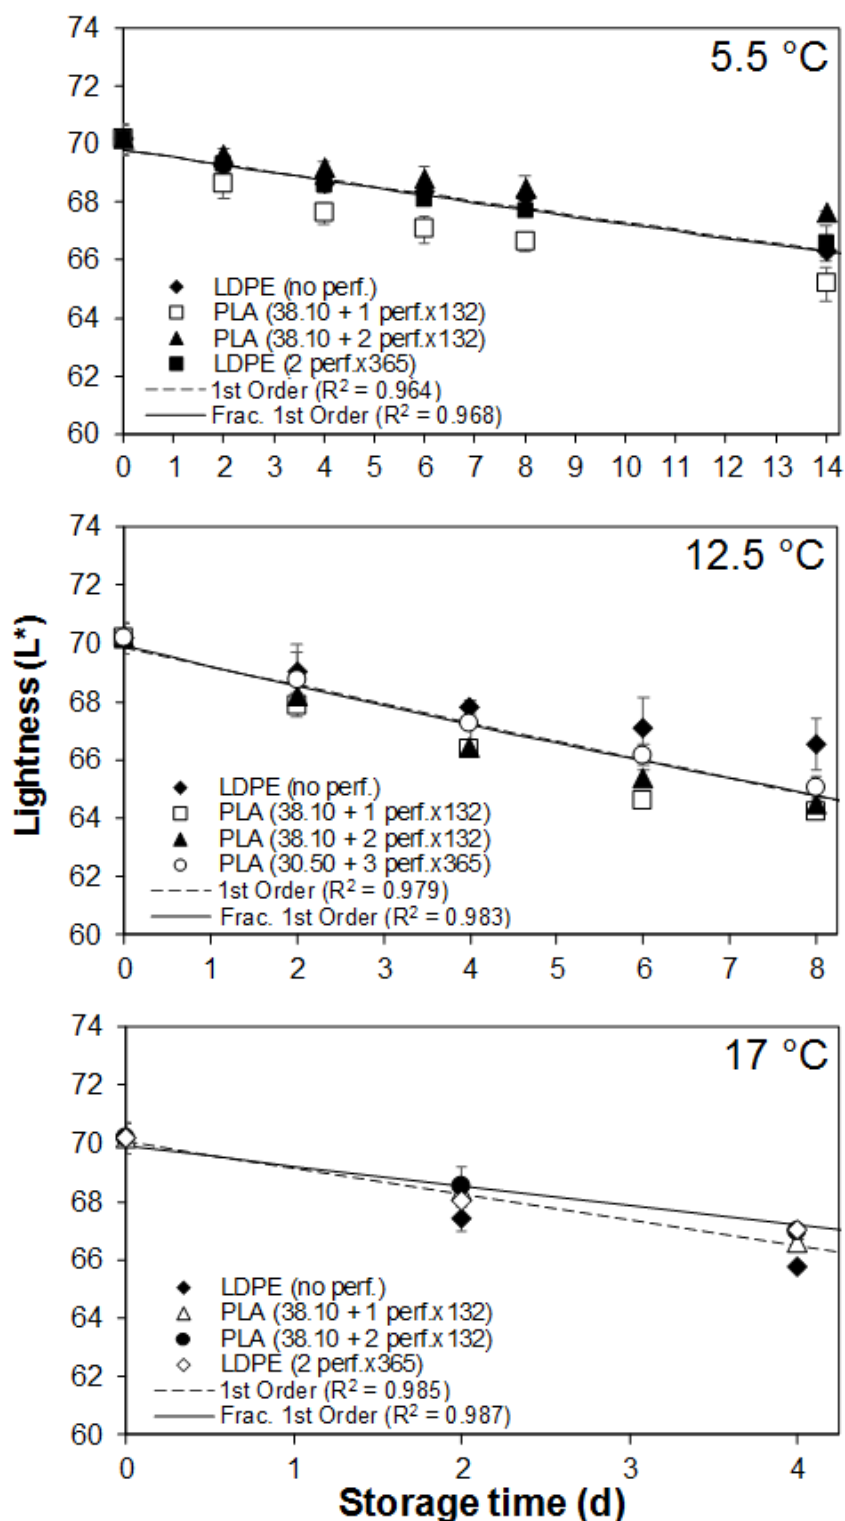 74
72
70
68
66
64
62
60
5.5 °C
LDPE (no perf.)
PLA (38.10 + 1 perf.x132)
PLA (38.10 + 2 perf.x132)
LDPE (2 perf.x365)
1st Order (R² = 0.964)
Frac. 1st Order (R² = 0.968)
0 1 2 3 4 5 6 7 8 9 10 11 12 13 14
Lightness (L*)
74
72
70
68
66
64
62
60
12.5 °C
LDPE (no perf.)
PLA (38.10 + 1 perf.x132)
PLA (38.10 + 2 perf.x132)
PLA (30.50 + 3 perf.x365)
1st Order (R² = 0.979)
Frac. 1st Order (R² = 0.983)
0 1 2 3 4 5 6 7 8
74
72
70
68
66
64
62
60
17 °C
LDPE (no perf.)
PLA (38.10 + 1 perf.x132)
PLA (38.10 + 2 perf.x132)
LDPE (2 perf.x365)
1st Order (R² = 0.985)
Frac. 1st Order (R² = 0.987)
0 1 2 3 4
Storage time (d)